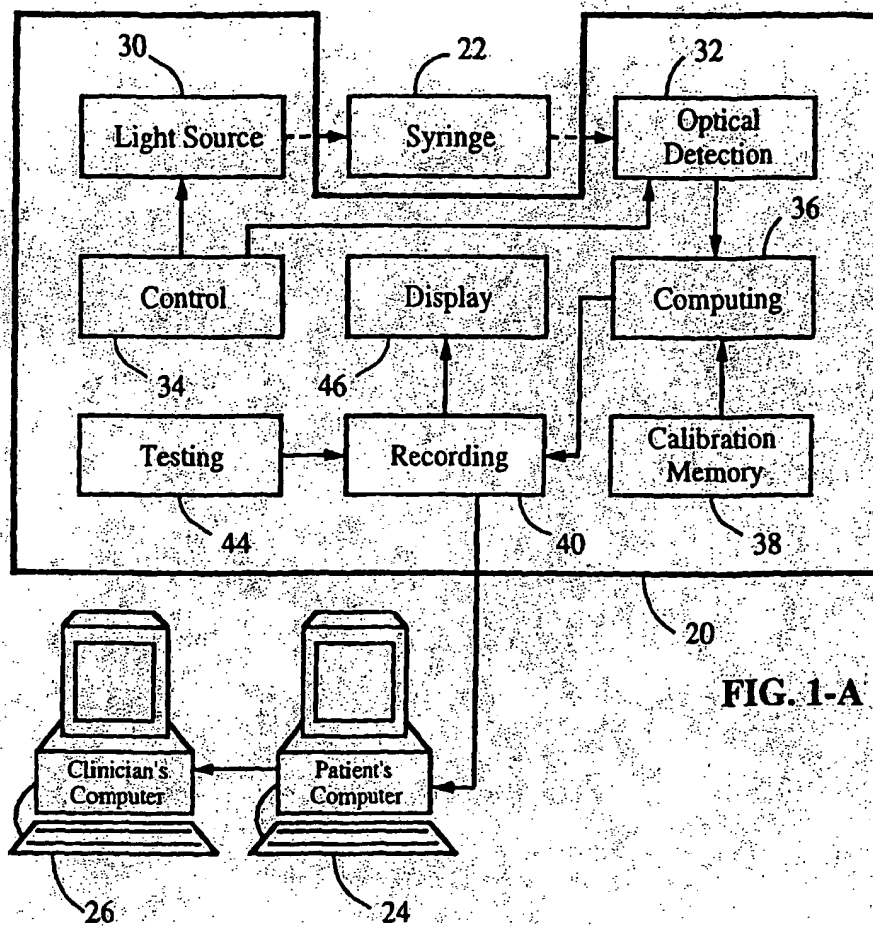 30
22
32
Light Source
Syringe
Optical
Detection
36
Control
Display
Computing
34
46
Testing
Recording
Calibration
Memory
44
40
38
20
FIG. 1-A
Clinician's
Computer
Patient's
Computer
26
24